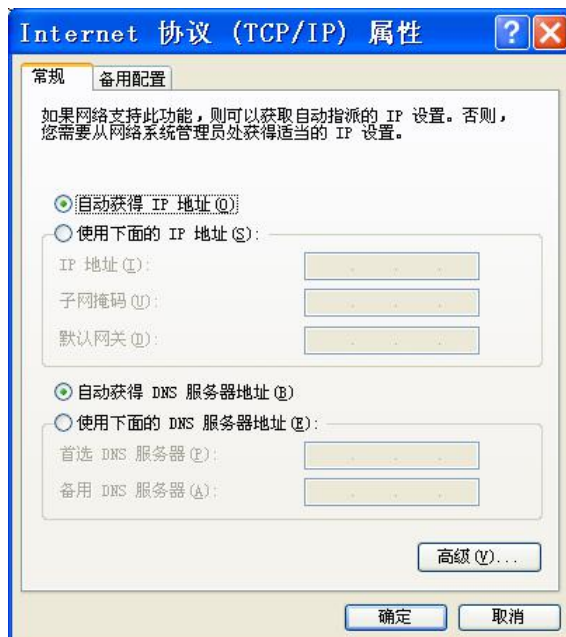 Internet 协议 (TCP/IP) 属性
常规
备用配置
如果网络支持此功能，则可以获取自动指派的 IP 设置。否则，
您需要从网络系统管理员处获得适当的 IP 设置。
自动获得 IP 地址(O)
使用下面的 IP 地址(S):
IP 地址(I):
子网掩码(U):
默认网关(D):
自动获得 DNS 服务器地址(B)
使用下面的 DNS 服务器地址(E):
首选 DNS 服务器(P):
备用 DNS 服务器(A):
高级(V)...
确定
取消